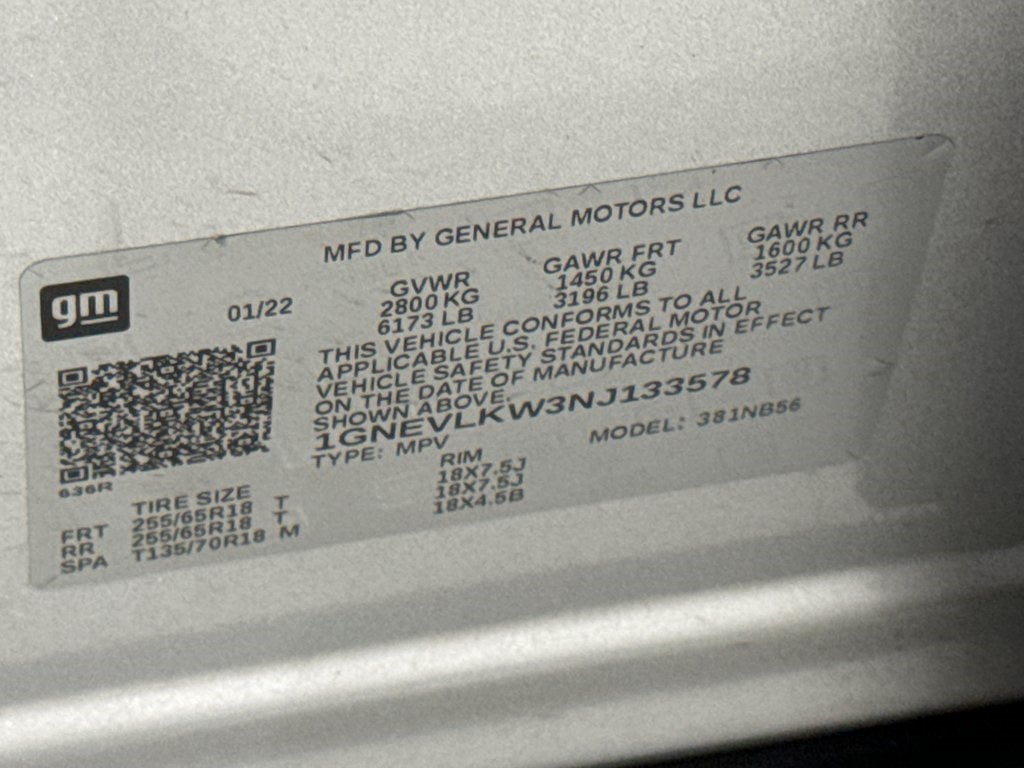 MFD BY GENERAL MOTORS LLC
gm
01/22
GVWR GAWR FRT GAWR RR
2800 KG 1450 KG 1600 KG
6173 LB 3196 LB 3527 LB
THIS VEHICLE CONFORMS TO ALL
APPLICABLE U.S. FEDERAL MOTOR
VEHICLE SAFETY STANDARDS IN EFFECT
ON THE DATE OF MANUFACTURE
SHOWN ABOVE.
1GNEVLKW3NJ133578
TYPE: MPV MODEL: 381NB56
636R
TIRE SIZE RIM
FRT 255/65R18 T 18X7.5J
RR 255/65R18 T 18X7.5J
SPA T135/70R18 M 18X4.5B